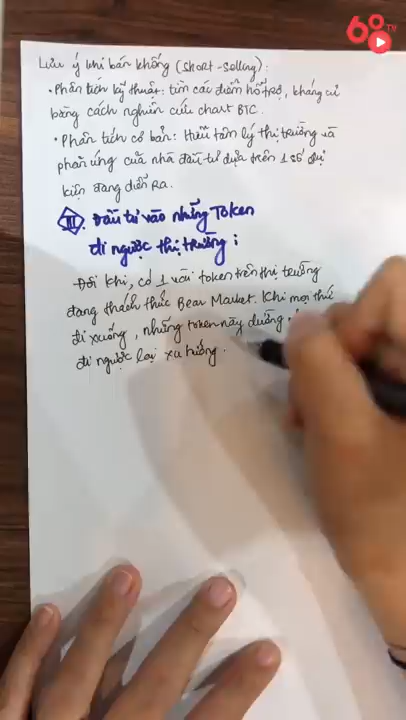 60s TV
Lưu ý khi bán khống (short-selling):
• Phân tích kỹ thuật: tìm các điểm hỗ trợ, kháng cự
bằng cách nghiên cứu chart BTC.
• Phân tích cơ bản: Hiểu tâm lý thị trường và
phản ứng của nhà đầu tư dựa trên 1 số sự
kiện đang diễn ra.
III. Đầu tư vào những Token
đi ngược thị trường:
Đôi khi, có 1 vài token trên thị trường
đang thách thức Bear Market. Khi mọi thứ
đi xuống, những token này dường
đi ngược lại xu hướng.